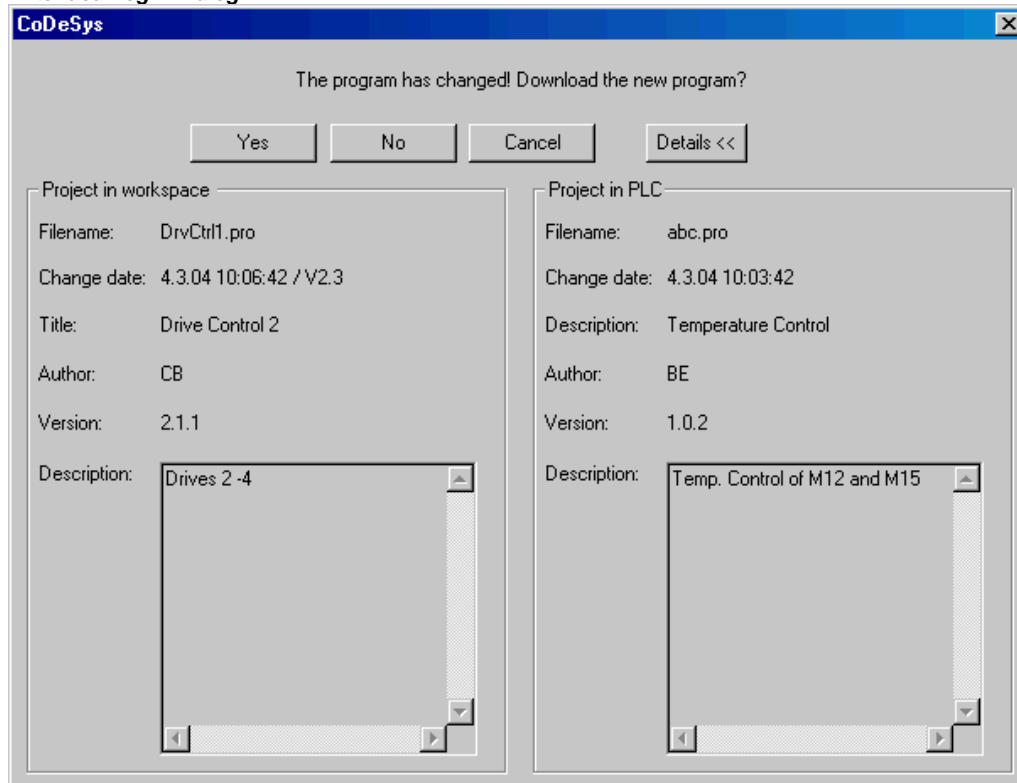 CoDeSys
The program has changed! Download the new program?
Yes No Cancel Details <<
Project in workspace
Filename: DrvCtrl1.pro
Change date: 4.3.04 10:06:42 / V2.3
Title: Drive Control 2
Author: CB
Version: 2.1.1
Description: Drives 2 -4
Project in PLC
Filename: abc.pro
Change date: 4.3.04 10:03:42
Description: Temperature Control
Author: BE
Version: 1.0.2
Description: Temp. Control of M12 and M15